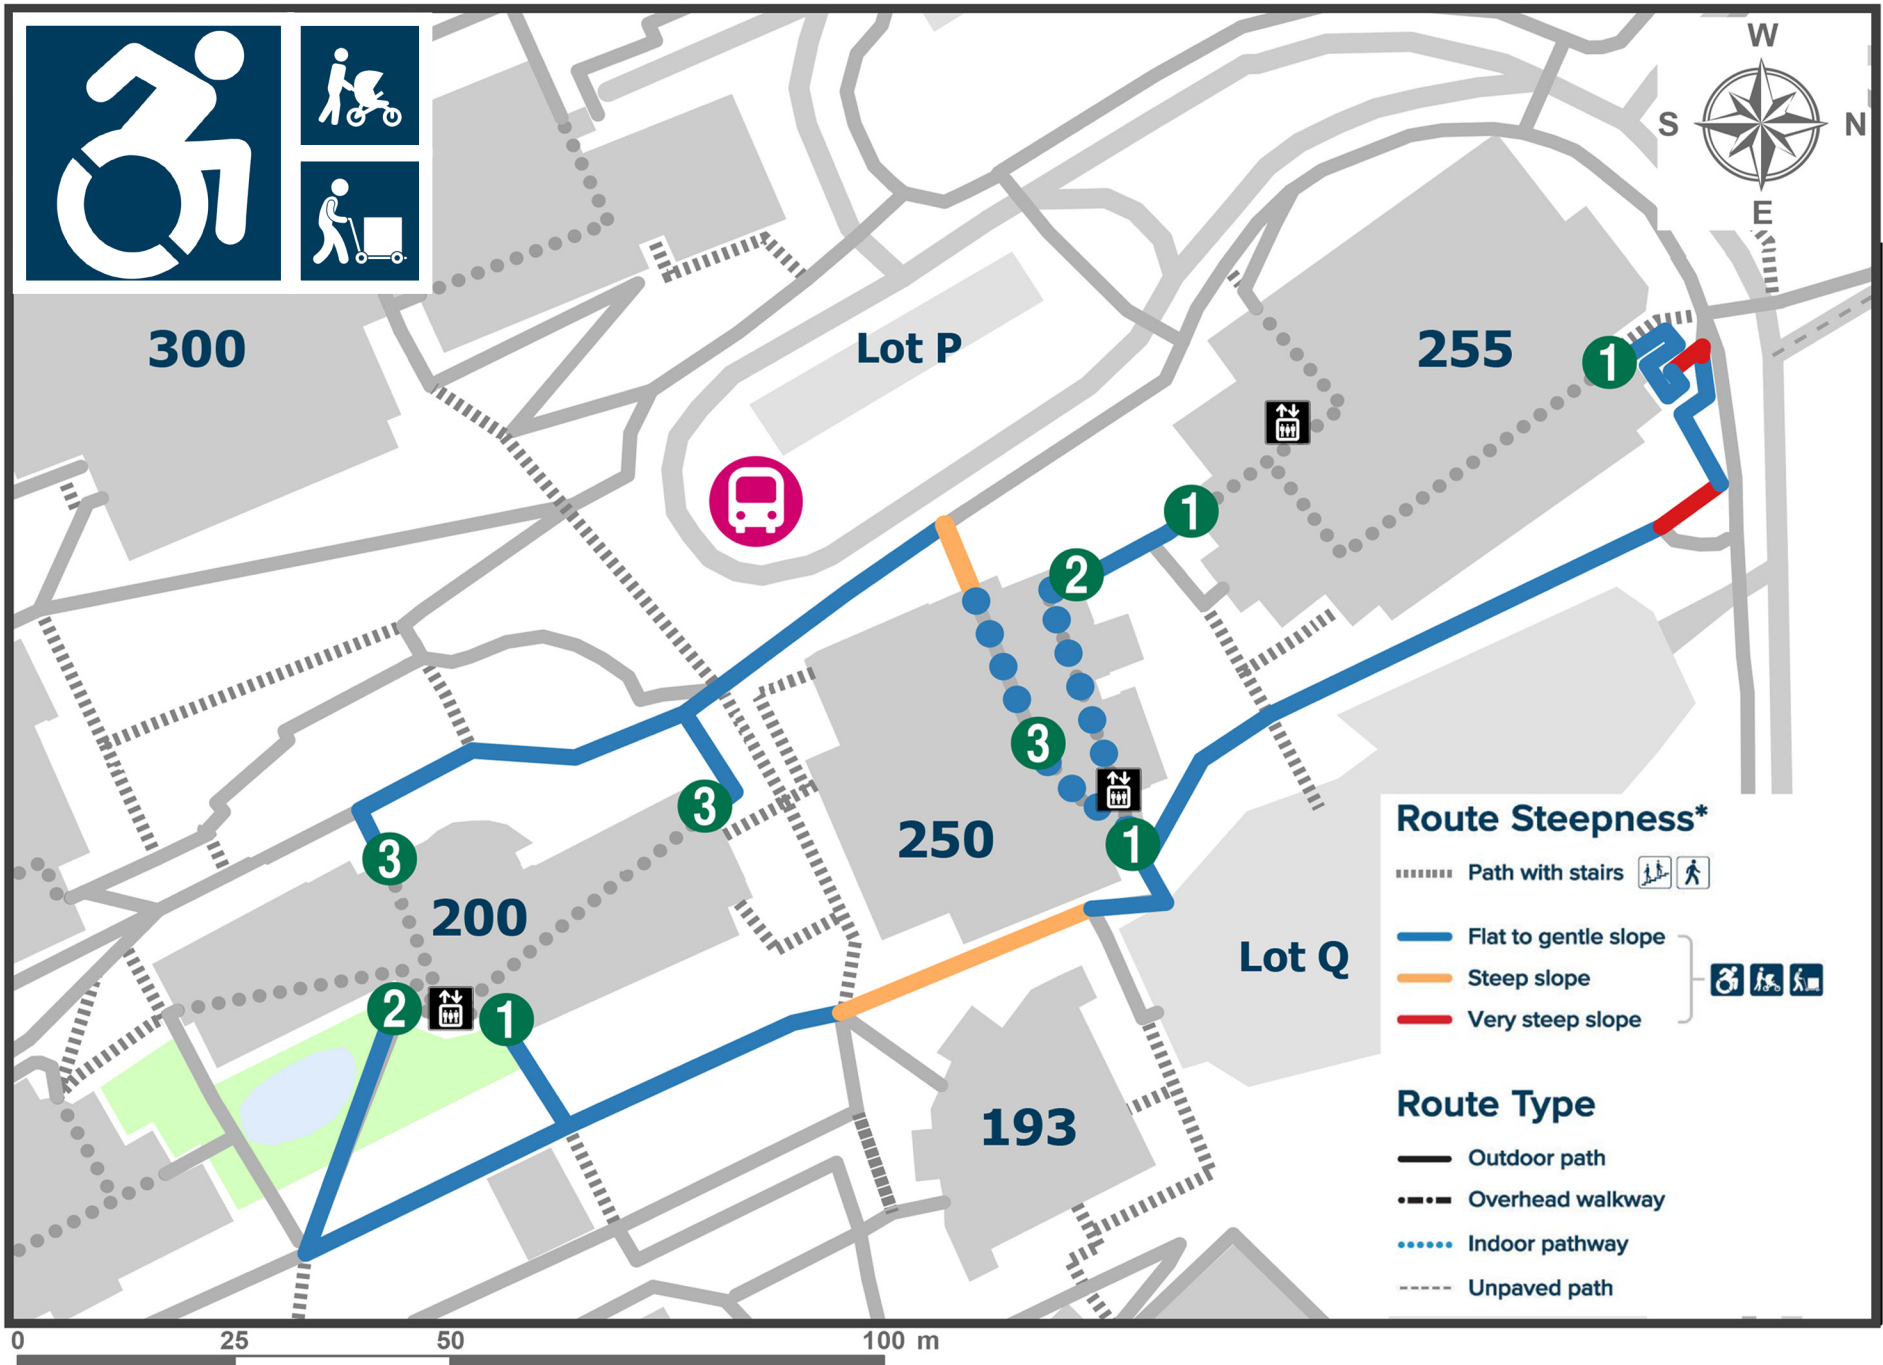 W
S
N
E
300
Lot P
255
1
1
2
3
250
1
3
3
200
2
1
Lot Q
193
Route Steepness*
Path with stairs
Flat to gentle slope
Steep slope
Very steep slope
Route Type
Outdoor path
Overhead walkway
Indoor pathway
Unpaved path
0 25 50 100 m